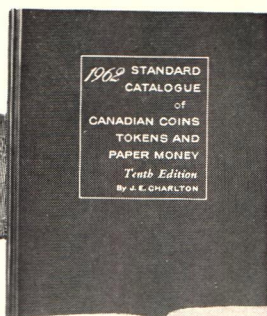 1962 STANDARD
CATALOGUE
of
CANADIAN COINS
TOKENS AND
PAPER MONEY
Tenth Edition
By J. E. CHARLTON